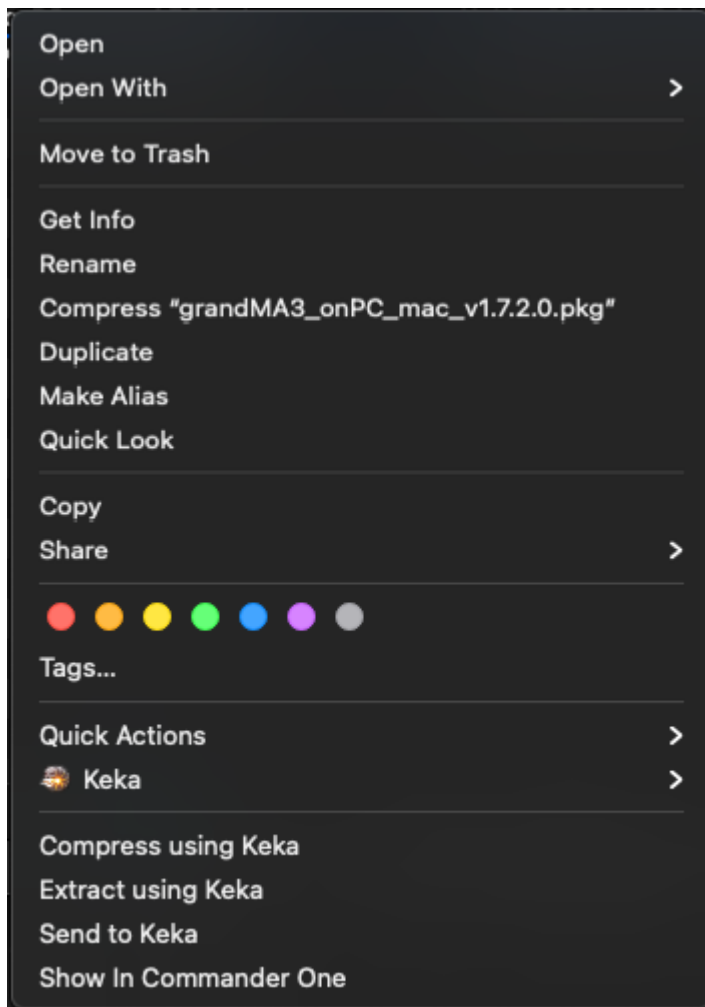 Open
Open With
Move to Trash
Get Info
Rename
Compress “grandMA3_onPC_mac_v1.7.2.0.pkg”
Duplicate
Make Alias
Quick Look
Copy
Share
Tags...
Quick Actions
Keka
Compress using Keka
Extract using Keka
Send to Keka
Show In Commander One